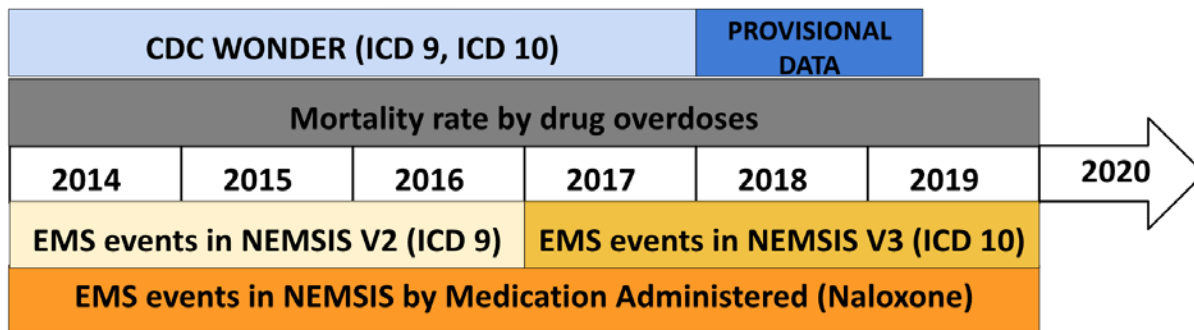 CDC WONDER (ICD 9, ICD 10)
PROVISIONAL
DATA
Mortality rate by drug overdoses
2014 2015 2016 2017 2018 2019 2020
EMS events in NEMSIS V2 (ICD 9) EMS events in NEMSIS V3 (ICD 10)
EMS events in NEMSIS by Medication Administered (Naloxone)